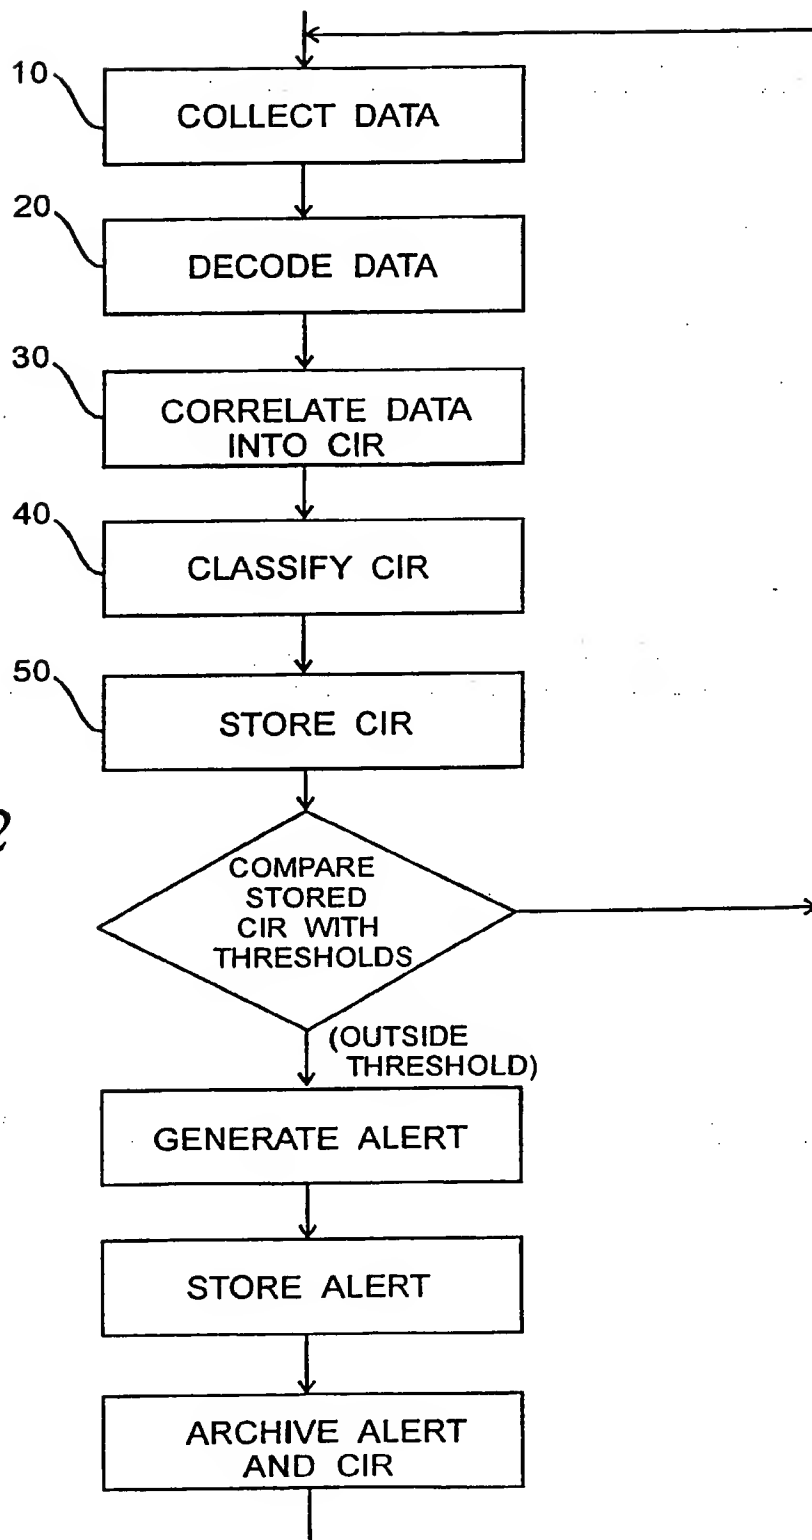 10
COLLECT DATA
20
DECODE DATA
30
CORRELATE DATA
INTO CIR
40
CLASSIFY CIR
50
STORE CIR
2
COMPARE
STORED
CIR WITH
THRESHOLDS
(OUTSIDE
THRESHOLD)
GENERATE ALERT
STORE ALERT
ARCHIVE ALERT
AND CIR